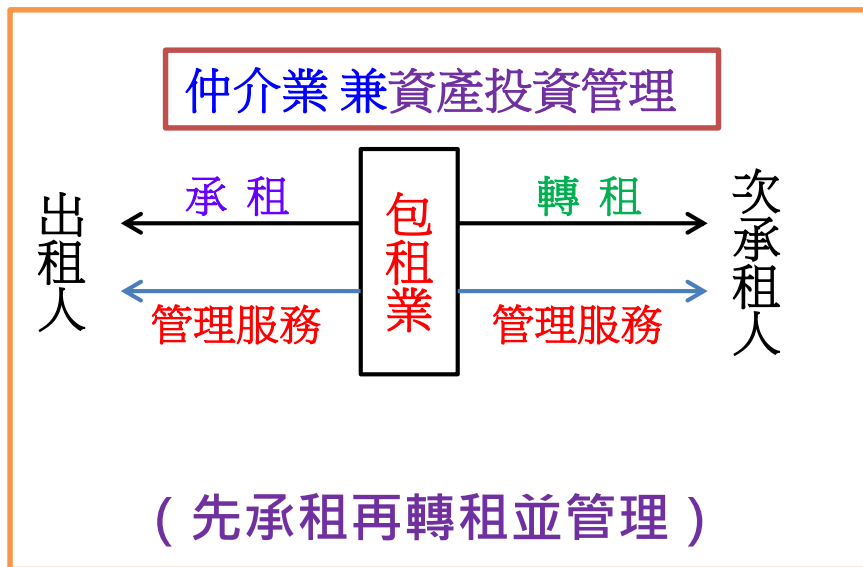 仲介業 兼資產投資管理
出租人
承 租
管理服務
包租業
轉 租
管理服務
次承租人
(先承租再轉租並管理)